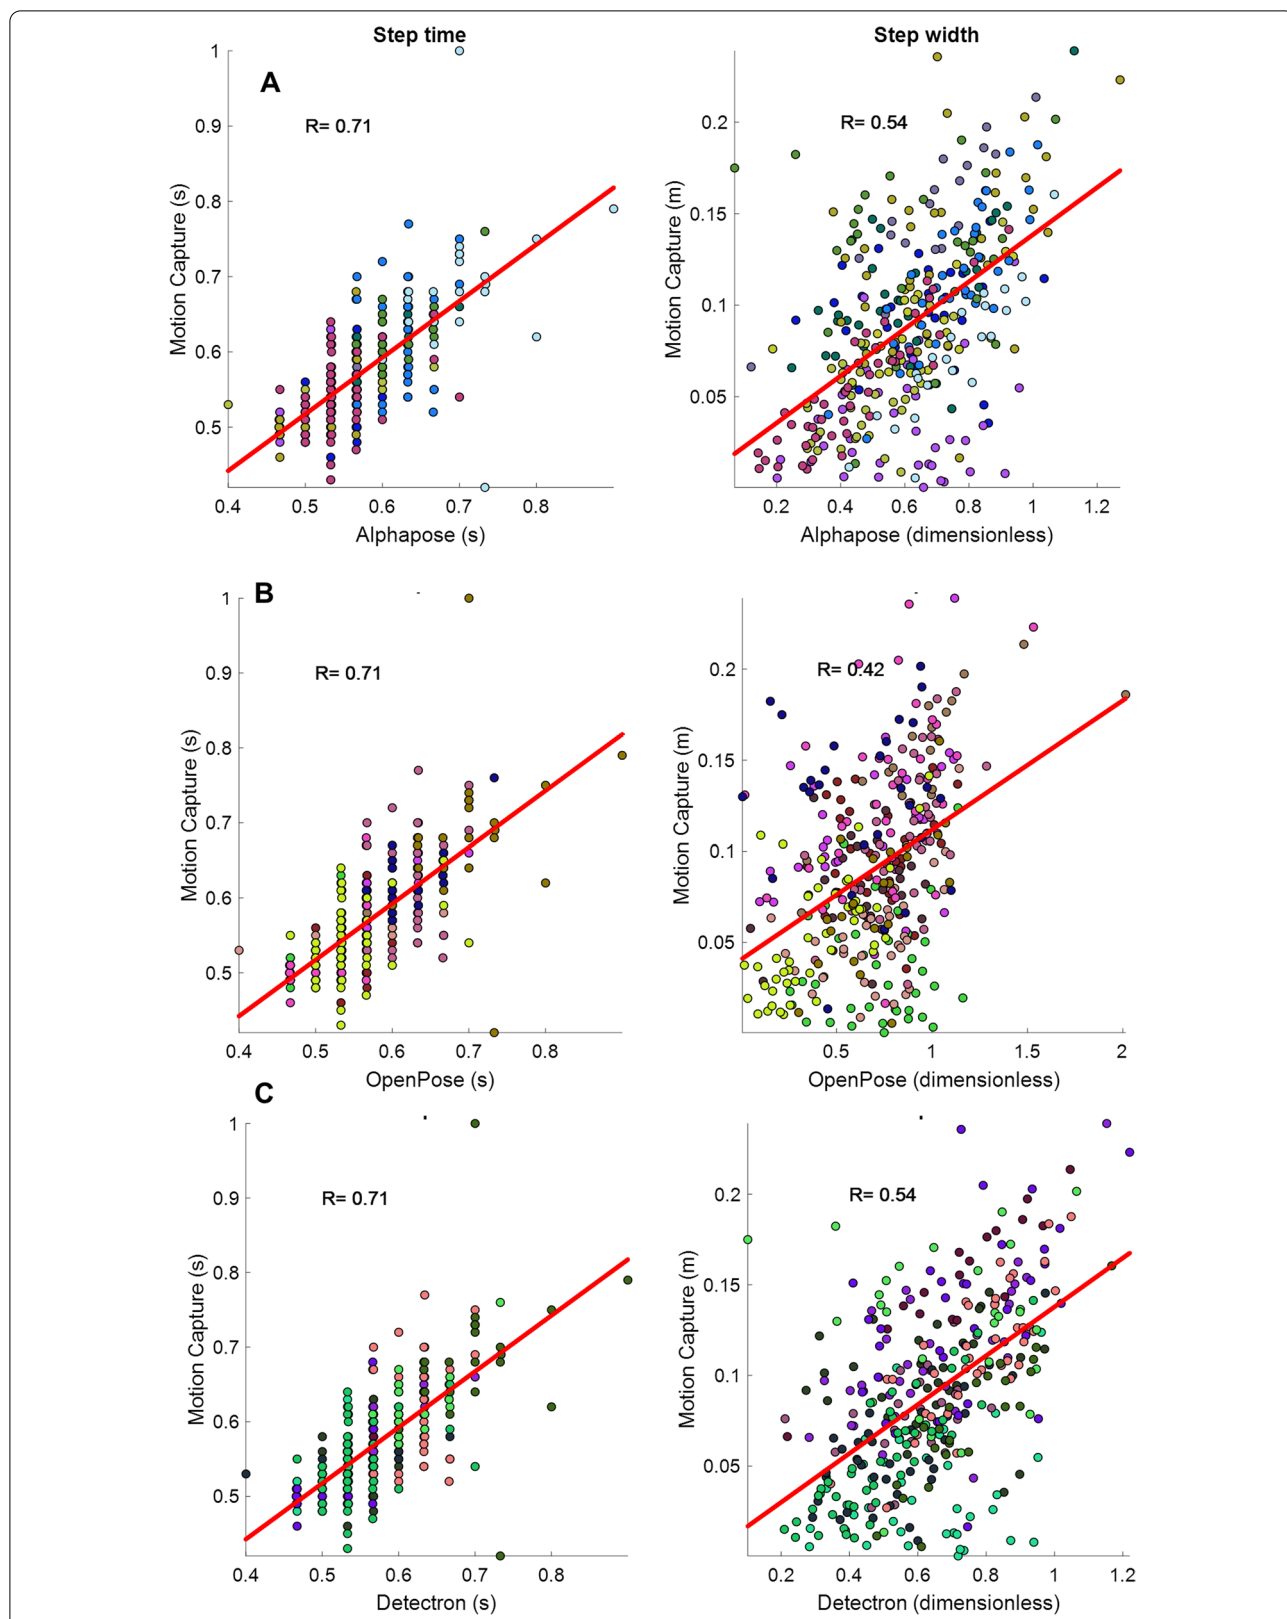 Step time
Step width
A
R= 0.71
R= 0.54
1
0.9
0.8
0.7
0.6
0.5
Motion Capture (s)
0.4 0.5 0.6 0.7 0.8
Alphapose (s)
0.2
0.15
0.1
0.05
Motion Capture (m)
0.2 0.4 0.6 0.8 1 1.2
Alphapose (dimensionless)
B
R= 0.71
R= 0.42
1
0.9
0.8
0.7
0.6
0.5
Motion Capture (s)
0.4 0.5 0.6 0.7 0.8
OpenPose (s)
0.2
0.15
0.1
0.05
Motion Capture (m)
0.5 1 1.5 2
OpenPose (dimensionless)
C
R= 0.71
R= 0.54
1
0.9
0.8
0.7
0.6
0.5
Motion Capture (s)
0.4 0.5 0.6 0.7 0.8
Detectron (s)
0.2
0.15
0.1
0.05
Motion Capture (m)
0.2 0.4 0.6 0.8 1 1.2
Detectron (dimensionless)